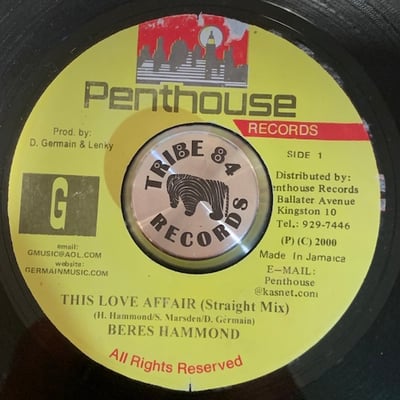 Penthouse
RECORDS
Prod. by:
D. Germain & Lenky
SIDE 1
TRIBE 84
RECORDS
G
Distributed by:
Penthouse Records
Ballater Avenue
Kingston 10
Tel,: 929-7446
(P) (C) 2000
Made In Jamaica
E-MAIL:
Penthouse
@kasnet.com
email:
GMUSIC@AOL.COM
website:
GERMAINMUSIC.COM
THIS LOVE AFFAIR (Straight Mix)
(H. Hammond/S. Marsden/D. Germain)
BERES HAMMOND
All Rights Reserved